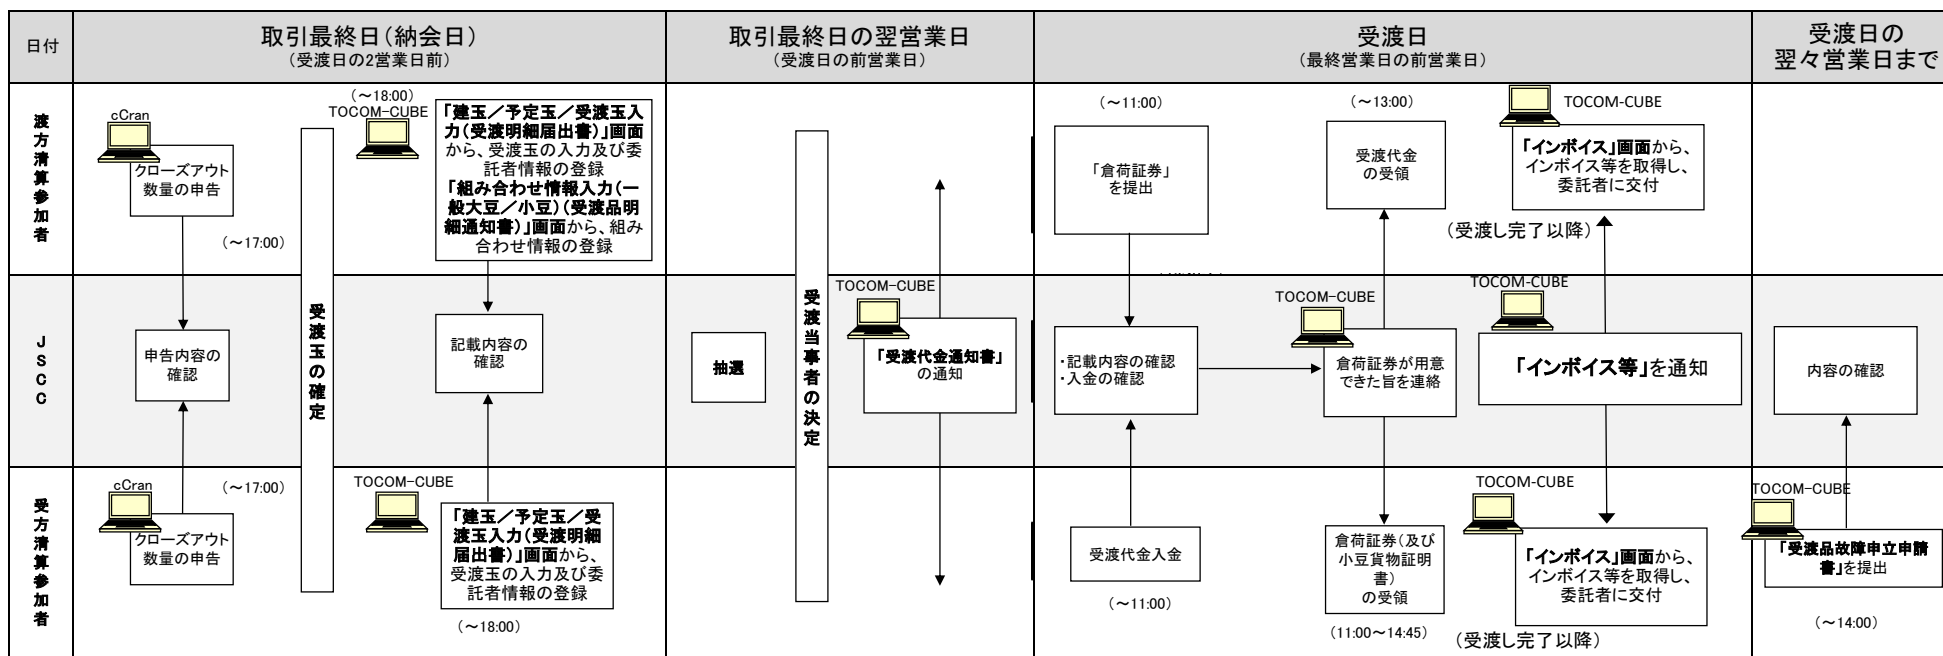 日付
取引最終日（納会日）
（受渡日の2営業日前）
取引最終日の翌営業日
（受渡日の前営業日）
受渡日
（最終営業日の前営業日）
受渡日の
翌々営業日まで
渡方清算参加者
cCran
クローズアウト
数量の申告
（～17:00）
（～18:00）
TOCOM-CUBE
「建玉／予定玉／受渡玉入
力（受渡明細届出書）」画面
から、受渡玉の入力及び委
託者情報の登録
「組み合わせ情報入力（一
般大豆／小豆）（受渡品明
細通知書）」画面から、組み
合わせ情報の登録
（～11:00）
「倉荷証券」
を提出
（～13:00）
受渡代金
の受領
TOCOM-CUBE
「インボイス」画面から、
インボイス等を取得し、
委託者に交付
（受渡し完了以降）
JSCC
申告内容の
確認
受渡玉の確定
記載内容の
確認
抽選
受渡当事者の決定
TOCOM-CUBE
「受渡代金通知書」
の通知
・記載内容の確認
・入金の確認
TOCOM-CUBE
倉荷証券が用意
できた旨を連絡
TOCOM-CUBE
「インボイス等」を通知
内容の確認
受方清算参加者
cCran
クローズアウト
数量の申告
（～17:00）
TOCOM-CUBE
「建玉／予定玉／受
渡玉入力（受渡明細
届出書）」画面から、
受渡玉の入力及び委
託者情報の登録
（～18:00）
受渡代金入金
（～11:00）
倉荷証券（及び
小豆貨物証明
書）
の受領
（11:00～14:45）
TOCOM-CUBE
「インボイス」画面から、
インボイス等を取得し、
委託者に交付
（受渡し完了以降）
TOCOM-CUBE
「受渡品故障申立申請
書」を提出
（～14:00）